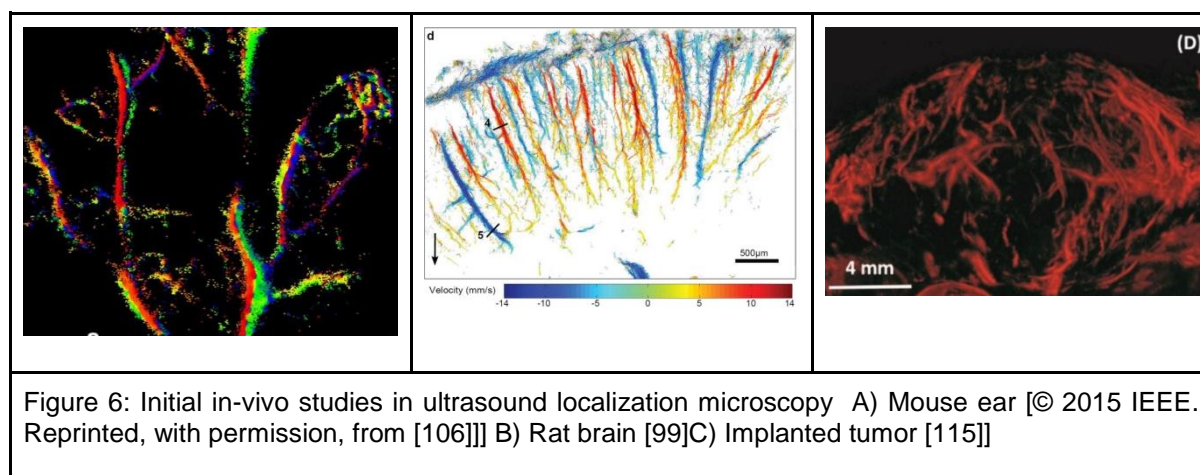 d
4
5
500µm
Velocity (mm/s)
-14 -10 -5 0 5 10 14
(D)
4 mm
Figure 6: Initial in-vivo studies in ultrasound localization microscopy A) Mouse ear [© 2015 IEEE.
Reprinted, with permission, from [106]]] B) Rat brain [99]C) Implanted tumor [115]]